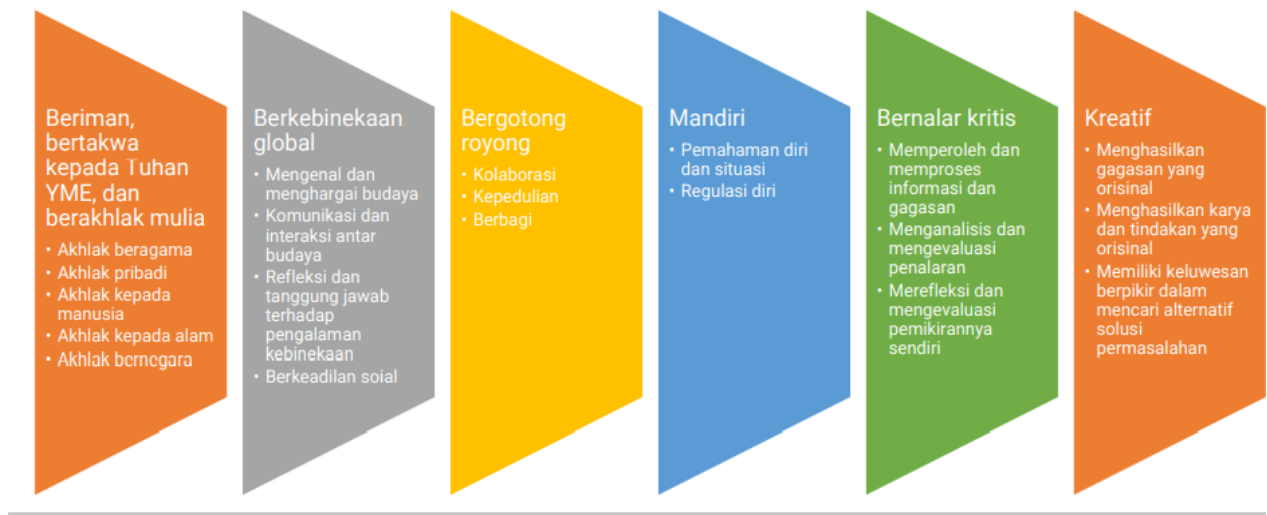 Beriman,
bertakwa
kepada Tuhan
YME, dan
berakhlak mulia
• Akhlak beragama
• Akhlak pribadi
• Akhlak kepada
manusia
• Akhlak kepada alam
• Akhlak bernegara
Berkebinekaan
global
• Mengenal dan
menghargai budaya
• Komunikasi dan
interaksi antar
budaya
• Refleksi dan
tanggung jawab
terhadap
pengalaman
kebinekaan
• Berkeadilan soial
Bergotong
royong
• Kolaborasi
• Kepedulian
• Berbagi
Mandiri
• Pemahaman diri
dan situasi
• Regulasi diri
Bernalar kritis
• Memperoleh dan
memproses
informasi dan
gagasan
• Menganalisis dan
mengevaluasi
penalaran
• Merefleksi dan
mengevaluasi
pemikirannya
sendiri
Kreatif
• Menghasilkan
gagasan yang
orisinal
• Menghasilkan karya
dan tindakan yang
orisinal
• Memiliki keluwesan
berpikir dalam
mencari alternatif
solusi
permasalahan